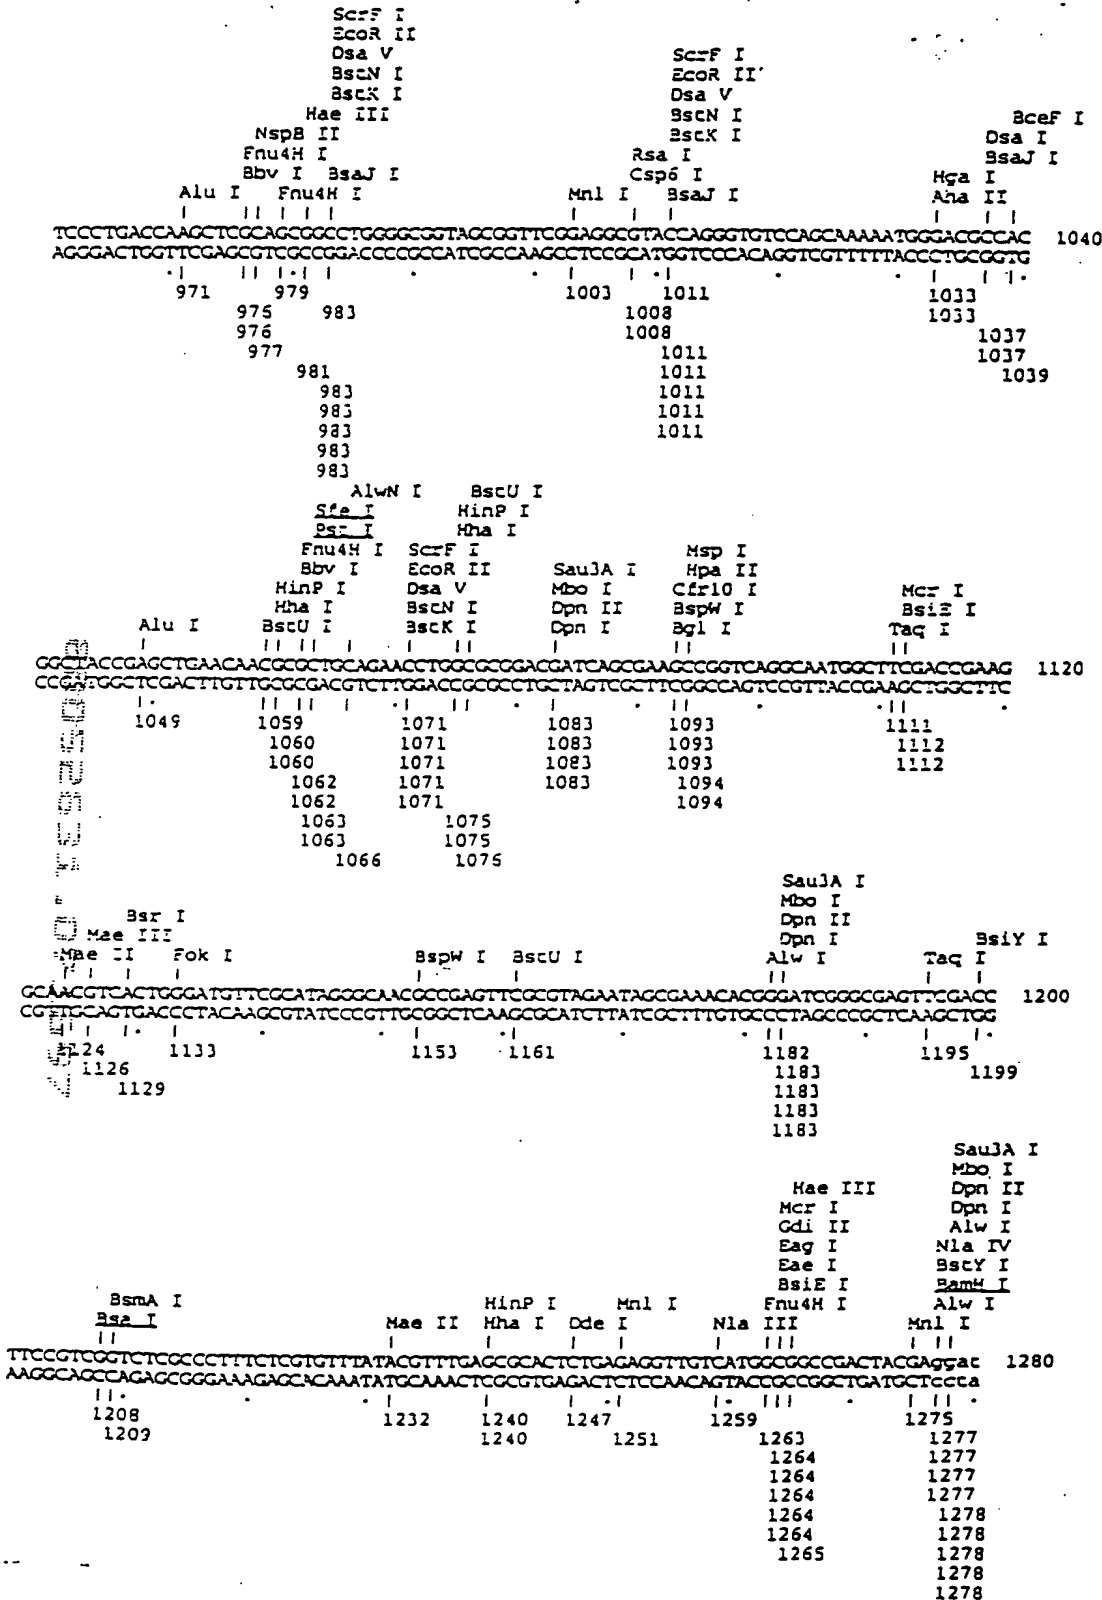 ScrF I
EcoR II
Dsa V
BstN I
BstK I
Hae III
NspB II
Fnu4H I
Bbv I BsaJ I
Alu I Fnu4H I
ScrF I
EcoR II
Dsa V
BstN I
BstK I
Rsa I
Csp6 I
Mnl I BsaJ I
BceF I
Dsa I
BsaJ I
Hga I
Aha II
TCCCTGACCAAGCTCGCAGCGGCCTGGGGCGGTAGCGGTTCGGAGGCGTACCAGGGTGTCCAGCAAAAATGGGACGCCAC 1040
AGGGACTGGTTCGAGCGTCGCCGGACCCCGCCATCGCCAAGCCTCCGCATGGTCCCACAGGTCGTTTTTACCCTGCGGTG
971 979 1003 1011 1033
975 983 1008 1033
976 1008 1037
977 1011 1037
981 1011 1039
983 1011
983 1011
983 1011
983
983
AlwN I BstU I
Sfe I HinP I
Pst I Hha I
Fnu4H I ScrF I Msp I
Bbv I EcoR II Sau3A I Hpa II
HinP I Dsa V Mbo I Cfr10 I Mcr I
Hha I BstN I Dpn II BspW I BsiE I
Alu I BstU I BstK I Dpn I Bgl I Taq I
GGCTACCGAGCTGAACAACGCGCTGCAGAACCTGGCGCGGACGATCAGCGAAGCCGGTCAGGCAATGGCTTCGACCGAAG 1120
CCGATGGCTCGACTTGTTGCGCGACGTCTTGGACCGCGCCTGCTAGTCGCTTCGGCCAGTCCGTTACCGAAGCTGGCTTC
1049 1059 1071 1083 1093 1111
1060 1071 1083 1093 1112
1060 1071 1083 1093 1112
1062 1071 1083 1094
1062 1071 1094
1063 1075
1063 1075
1066 1076
Sau3A I
Mbo I
Bsr I Dpn II
Mae III Dpn I BsiY I
Mae II Fok I BspW I BstU I Alw I Taq I
GCAACGTCACTGGGATGTTCGCATAGGGCAACGCCGAGTTCGCGTAGAATAGCGAAACACGGGATCGGGCGAGTTCGACC 1200
CGTTGCAGTGACCCTACAAGCGTATCCCGTTGCGGCTCAAGCGCATCTTATCGCTTTGTGCCCTAGCCCGCTCAAGCTGG
1124 1133 1153 1161 1182 1195
1126 1183 1199
1129 1183
1183
1183
Sau3A I
Mbo I
Hae III Dpn II
Mcr I Dpn I
Gdi II Alw I
Eag I Nla IV
Eae I BstY I
BsiE I BamH I
BsmA I HinP I Mnl I Fnu4H I Alw I
Bsa I Mae II Hha I Dde I Nla III Mnl I
TTCCGTCGGTCTCGCCCTTTCTCGTGTTTATACGTTTGAGCGCACTCTGAGAGGTTGTCATGGCGGCCGACTACGAggac 1280
AAGGCAGCCAGAGCGGGAAAGAGCACAAATATGCAAACTCGCGTGAGACTCTCCAACAGTACCGCCGGCTGATGCTccta
1208 1232 1240 1247 1259 1275
1209 1240 1251 1263 1277
1264 1277
1264 1277
1264 1277
1264 1278
1264 1278
1265 1278
1278
1278